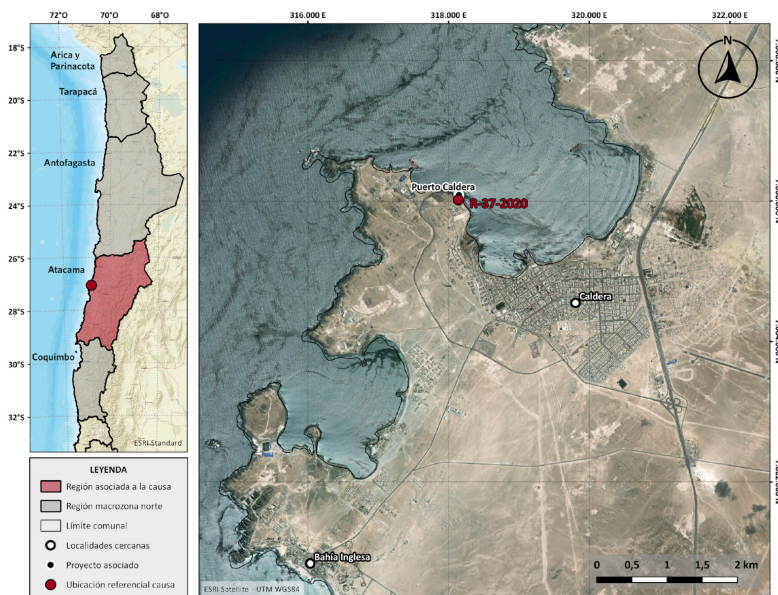 72°W
70°0
68°O
18°S
20°S
22°S
24°S
26°S
28°S
30°S
32°S
Arica y
Parinacota
Tarapacá
Antofagasta
Atacama
Coquimbo
ESRI Standard
LEYENDA
Región asociada a la causa
Región macrozona norte
Límite comunal
Localidades cercanas
Proyecto asociado
Ubicación referencial causa
316.000 E
318.000 E
320.000 E
322.000 E
N
Puerto Caldera
R-37-2020
Caldera
Bahía Inglesa
0 0,5 1 1,5 2 km
ESRI Satellite - UTM WGS84